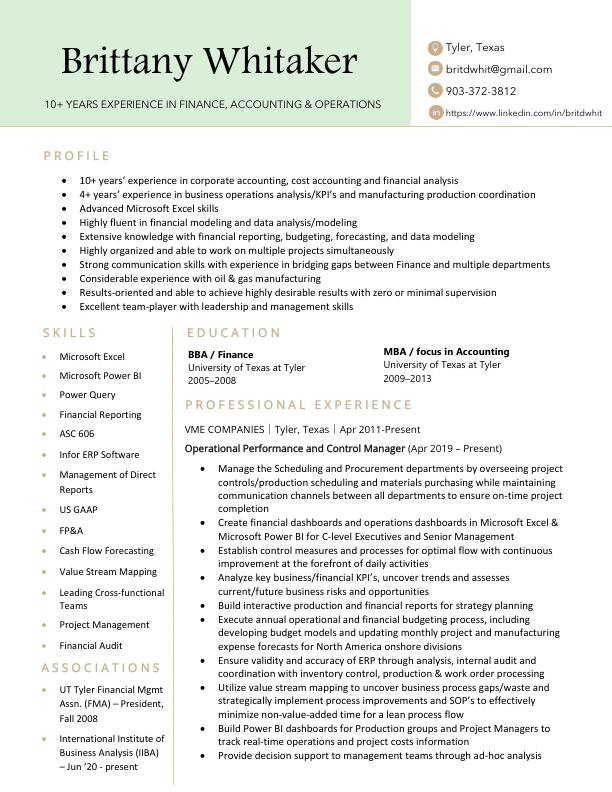 Brittany Whitaker
10+ YEARS EXPERIENCE IN FINANCE, ACCOUNTING & OPERATIONS
Tyler, Texas
britdwhit@gmail.com
903-372-3812
https://www.linkedin.com/in/britdwhit
PROFILE
• 10+ years' experience in corporate accounting, cost accounting and financial analysis
• 4+ years' experience in business operations analysis/KPI's and manufacturing production coordination
• Advanced Microsoft Excel skills
• Highly fluent in financial modeling and data analysis/modeling
• Extensive knowledge with financial reporting, budgeting, forecasting, and data modeling
• Highly organized and able to work on multiple projects simultaneously
• Strong communication skills with experience in bridging gaps between Finance and multiple departments
• Considerable experience with oil & gas manufacturing
• Results-oriented and able to achieve highly desirable results with zero or minimal supervision
• Excellent team-player with leadership and management skills
SKILLS
• Microsoft Excel
• Microsoft Power BI
• Power Query
• Financial Reporting
• ASC 606
• Infor ERP Software
• Management of Direct
Reports
• US GAAP
• FP&A
• Cash Flow Forecasting
• Value Stream Mapping
• Leading Cross-functional
Teams
• Project Management
• Financial Audit
ASSOCIATIONS
• UT Tyler Financial Mgmt
Assn. (FMA) – President,
Fall 2008
• International Institute of
Business Analysis (IIBA)
– Jun '20 - present
EDUCATION
BBA / Finance
University of Texas at Tyler
2005–2008
MBA / focus in Accounting
University of Texas at Tyler
2009–2013
PROFESSIONAL EXPERIENCE
VME COMPANIES | Tyler, Texas | Apr 2011-Present
Operational Performance and Control Manager (Apr 2019 – Present)
• Manage the Scheduling and Procurement departments by overseeing project
controls/production scheduling and materials purchasing while maintaining
communication channels between all departments to ensure on-time project
completion
• Create financial dashboards and operations dashboards in Microsoft Excel &
Microsoft Power BI for C-level Executives and Senior Management
• Establish control measures and processes for optimal flow with continuous
improvement at the forefront of daily activities
• Analyze key business/financial KPI's, uncover trends and assesses
current/future business risks and opportunities
• Build interactive production and financial reports for strategy planning
• Execute annual operational and financial budgeting process, including
developing budget models and updating monthly project and manufacturing
expense forecasts for North America onshore divisions
• Ensure validity and accuracy of ERP through analysis, internal audit and
coordination with inventory control, production & work order processing
• Utilize value stream mapping to uncover business process gaps/waste and
strategically implement process improvements and SOP's to effectively
minimize non-value-added time for a lean process flow
• Build Power BI dashboards for Production groups and Project Managers to
track real-time operations and project costs information
• Provide decision support to management teams through ad-hoc analysis